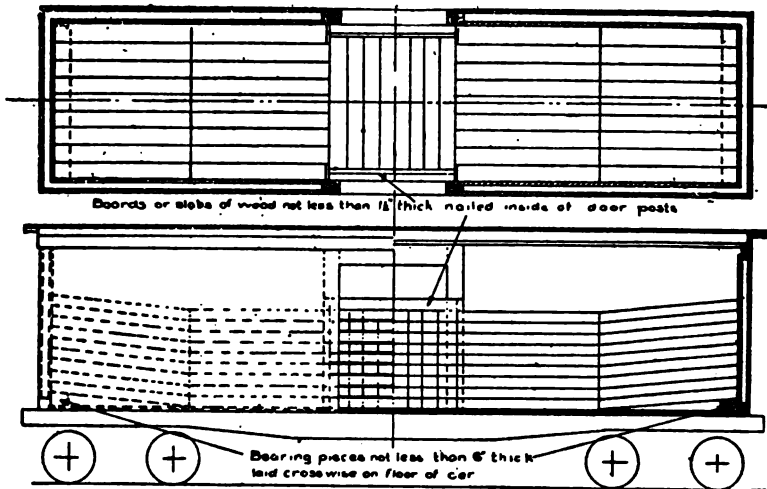 Boards or slabs of wood not less than 1½" thick nailed inside of door posts
Bearing pieces not less than 6" thick
laid crosswise on floor of car